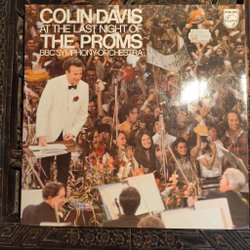 COLIN DAVIS
AT THE LAST NIGHT OF
THE PROMS
BBC SYMPHONY ORCHESTRA